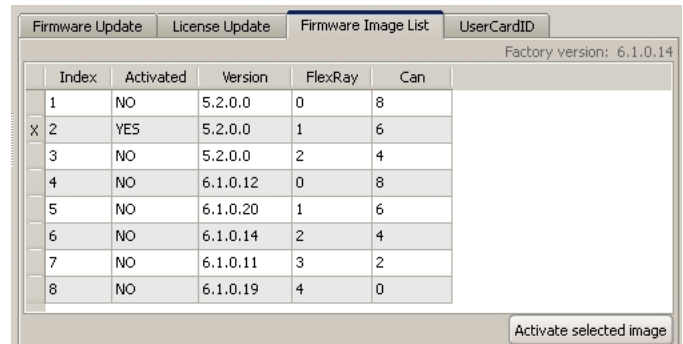 Firmware Update License Update Firmware Image List UserCardID
Factory version: 6.1.0.14
Index Activated Version FlexRay Can
1 NO 5.2.0.0 0 8
X 2 YES 5.2.0.0 1 6
3 NO 5.2.0.0 2 4
4 NO 6.1.0.12 0 8
5 NO 6.1.0.20 1 6
6 NO 6.1.0.14 2 4
7 NO 6.1.0.11 3 2
8 NO 6.1.0.19 4 0
Activate selected image